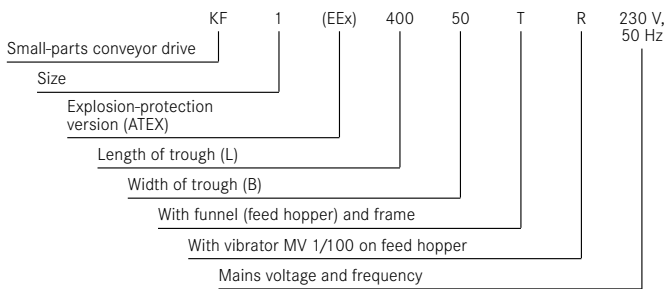 KF 1 (EEx) 400 50 T R 230 V,
50 Hz
Small-parts conveyor drive
Size
Explosion-protection
version (ATEX)
Length of trough (L)
Width of trough (B)
With funnel (feed hopper) and frame
With vibrator MV 1/100 on feed hopper
Mains voltage and frequency